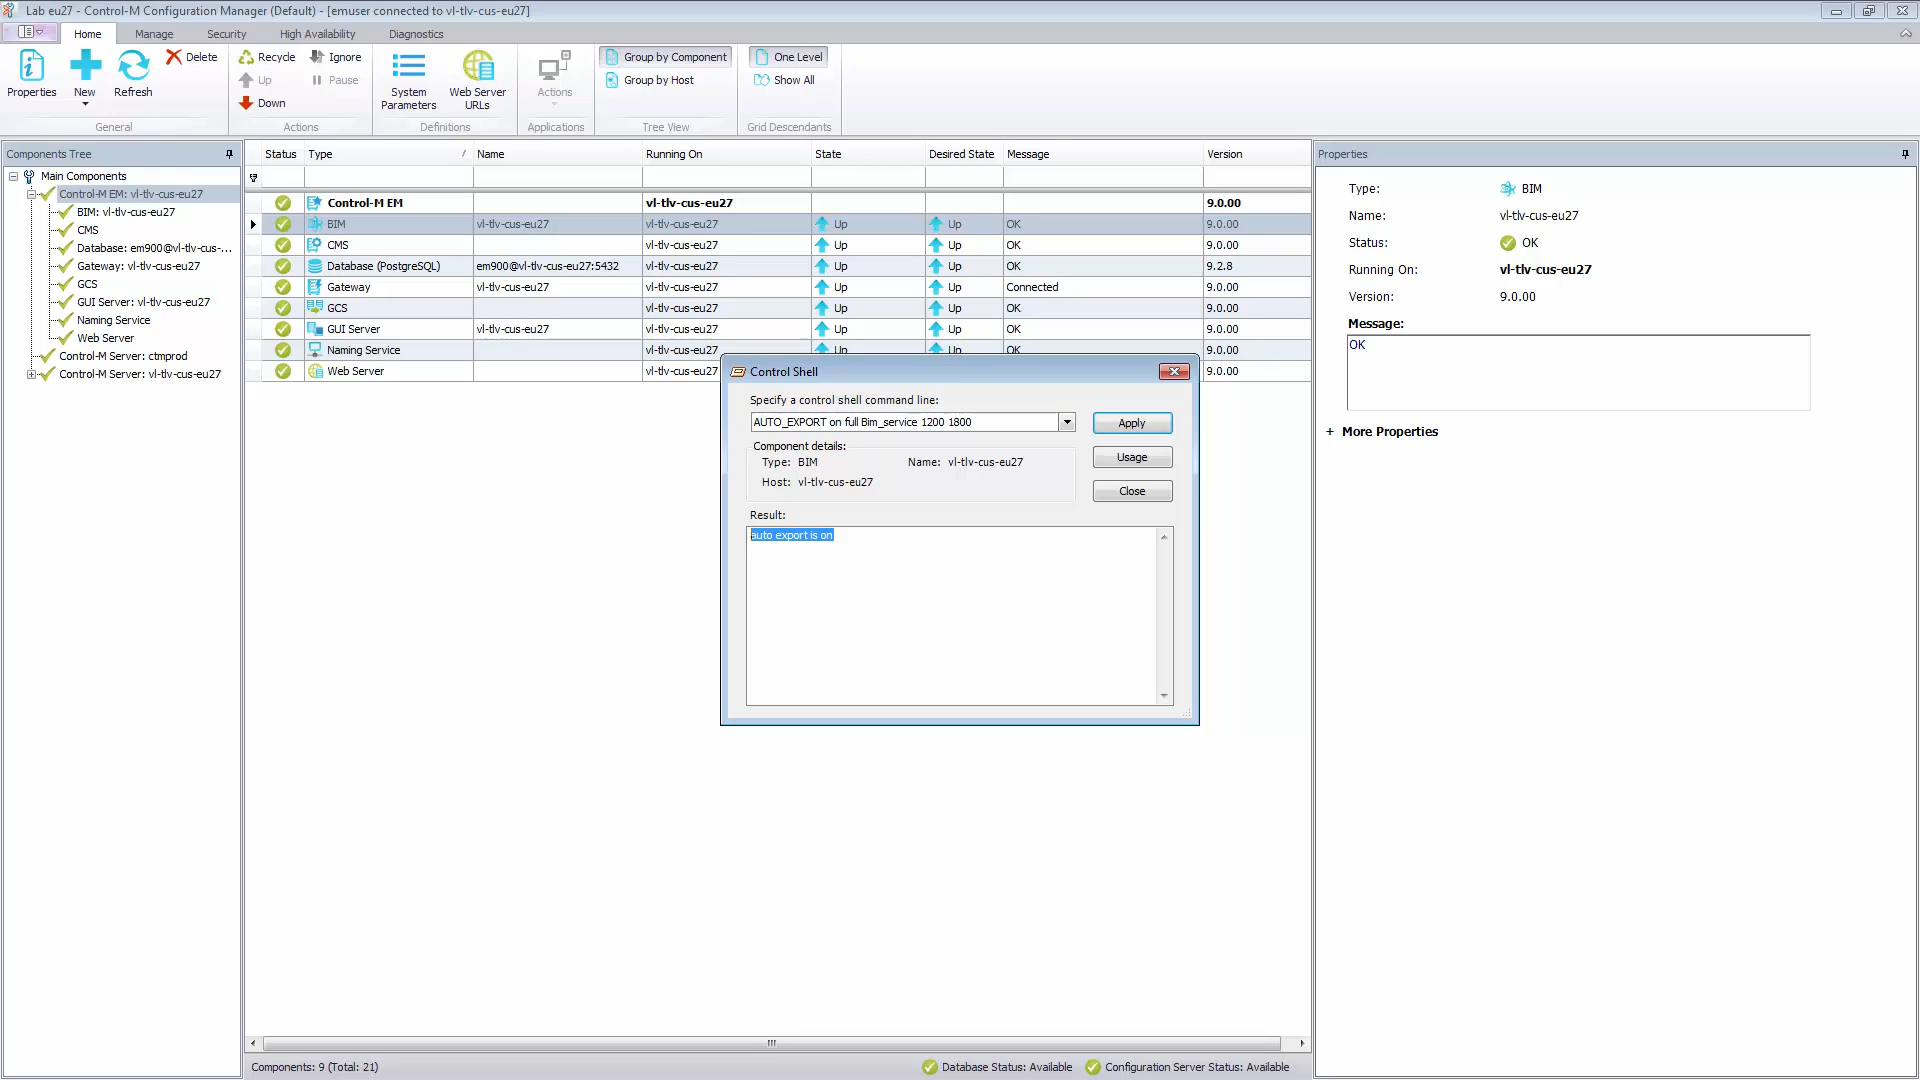 Lab eu27 - Control-M Configuration Manager (Default) - [emuser connected to vl-tlv-cus-eu27]
Home Manage Security High Availability Diagnostics
Properties New Refresh Delete
General
Recycle Ignore
Up Pause
Down
Actions
System Parameters
Web Server URLs
Definitions
Actions
Applications
Group by Component
Group by Host
Tree View
One Level
Show All
Grid Descendants
Components Tree
Main Components
Control-M EM: vl-tlv-cus-eu27
BIM: vl-tlv-cus-eu27
CMS
Database: em900@vl-tlv-cus-...
Gateway: vl-tlv-cus-eu27
GCS
GUI Server: vl-tlv-cus-eu27
Naming Service
Web Server
Control-M Server: ctmprod
Control-M Server: vl-tlv-cus-eu27
Status Type / Name Running On State Desired State Message Version
Control-M EM vl-tlv-cus-eu27 9.0.00
BIM vl-tlv-cus-eu27 vl-tlv-cus-eu27 Up Up OK 9.0.00
CMS vl-tlv-cus-eu27 Up Up OK 9.0.00
Database (PostgreSQL) em900@vl-tlv-cus-eu27:5432 vl-tlv-cus-eu27 Up Up OK 9.2.8
Gateway vl-tlv-cus-eu27 vl-tlv-cus-eu27 Up Up Connected 9.0.00
GCS vl-tlv-cus-eu27 Up Up OK 9.0.00
GUI Server vl-tlv-cus-eu27 vl-tlv-cus-eu27 Up Up OK 9.0.00
Naming Service vl-tlv-cus-eu27 Up Up OK 9.0.00
Web Server vl-tlv-cus-eu27 9.0.00
Control Shell
Specify a control shell command line:
AUTO_EXPORT on full Bim_service 1200 1800
Apply
Component details:
Type: BIM Name: vl-tlv-cus-eu27
Host: vl-tlv-cus-eu27
Usage
Close
Result:
auto export is on
Properties
Type: BIM
Name: vl-tlv-cus-eu27
Status: OK
Running On: vl-tlv-cus-eu27
Version: 9.0.00
Message:
OK
+ More Properties
Components: 9 (Total: 21)
Database Status: Available
Configuration Server Status: Available